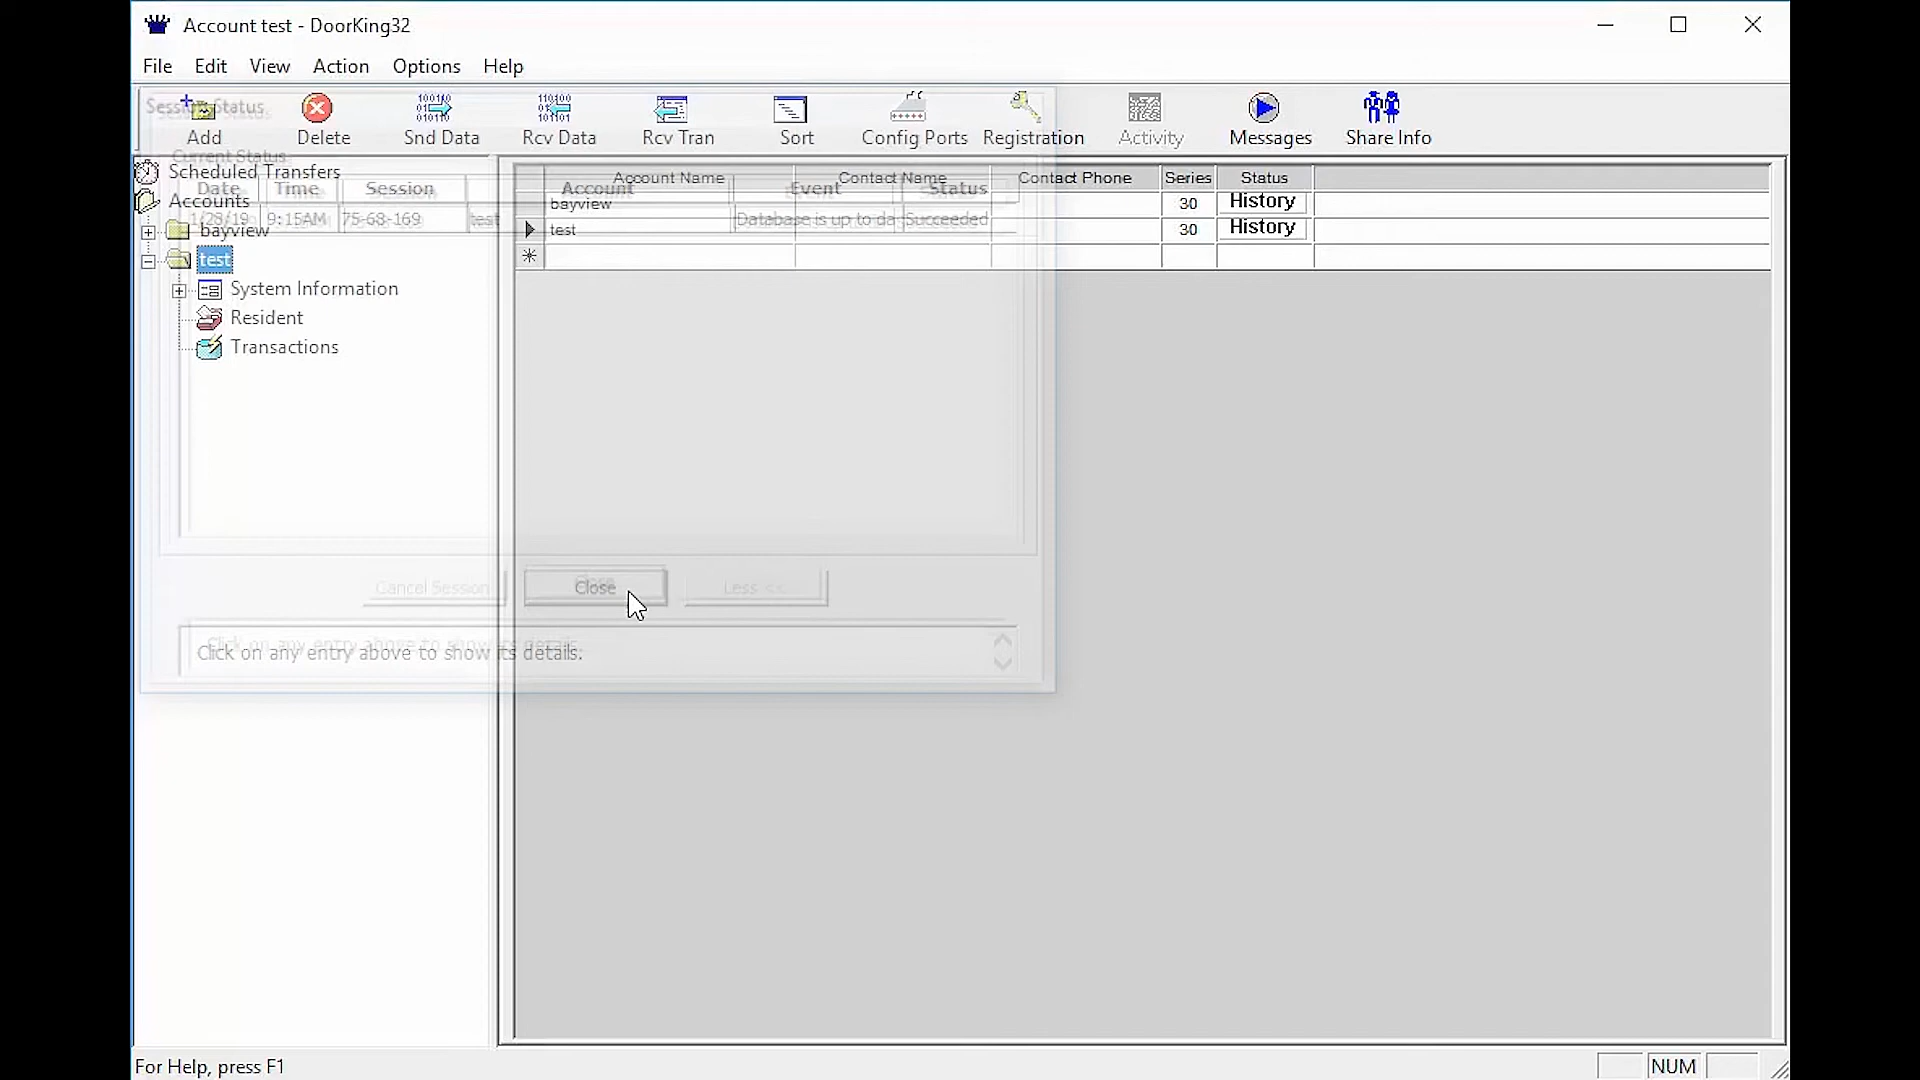 Account test - DoorKing32
File Edit View Action Options Help
Session Status
Add Delete Snd Data Rcv Data Rcv Tran Sort Config Ports Registration Activity Messages Share Info
Current Status
Scheduled Transfers
Account Name Contact Name Contact Phone Series Status
Date Time Session Account Event Status
Accounts
bayview 30 History
1/28/19 9:15AM 75-68-169 test Database is up to da Succeeded
bayview
test 30 History
test
System Information
Resident
Transactions
Cancel Session Close Less <<
Click on any entry above to show its details.
For Help, press F1
NUM